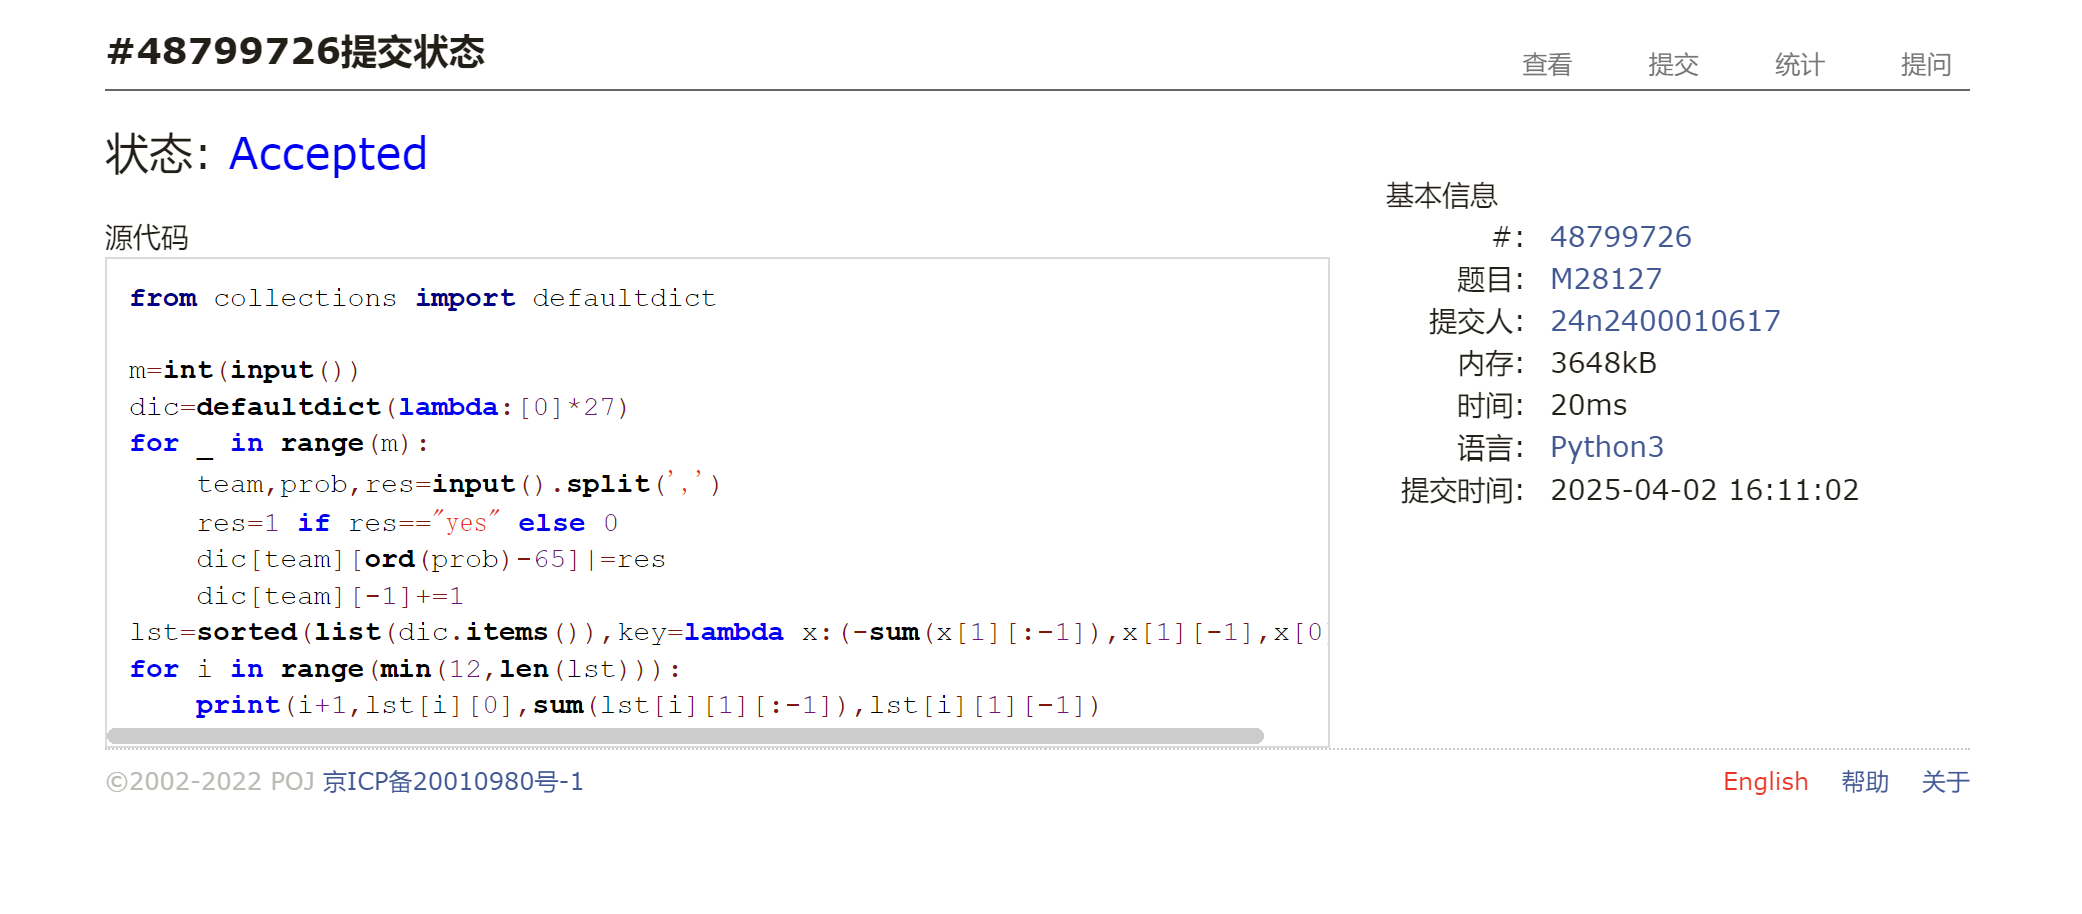 #48799726提交状态
查看 提交 统计 提问
状态: Accepted
源代码
from collections import defaultdict
m=int(input())
dic=defaultdict(lambda:[0]*27)
for _ in range(m):
    team,prob,res=input().split(',')
    res=1 if res=="yes" else 0
    dic[team][ord(prob)-65]|=res
    dic[team][-1]+=1
lst=sorted(list(dic.items()),key=lambda x:(-sum(x[1][:-1]),x[1][-1],x[0
for i in range(min(12,len(lst))):
    print(i+1,lst[i][0],sum(lst[i][1][:-1]),lst[i][1][-1])
基本信息
#: 48799726
题目: M28127
提交人: 24n2400010617
内存: 3648kB
时间: 20ms
语言: Python3
提交时间: 2025-04-02 16:11:02
©2002-2022 POJ 京ICP备20010980号-1
English 帮助 关于